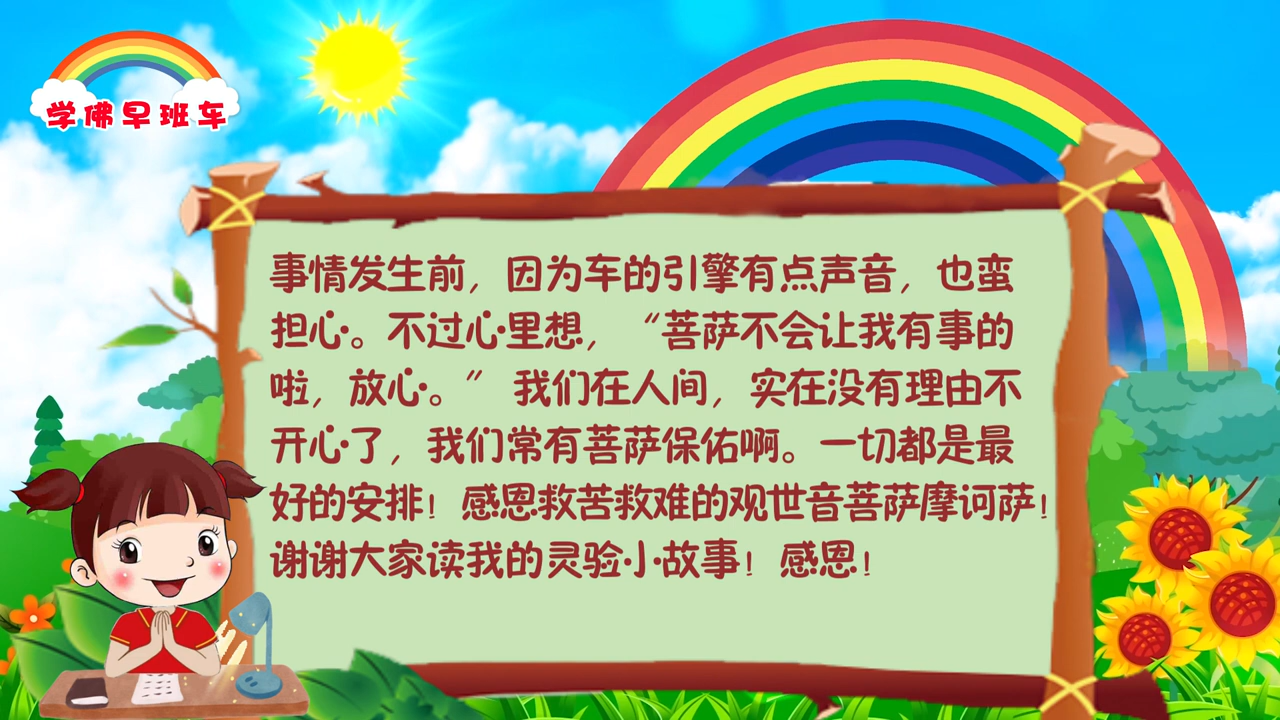 学佛早班车
事情发生前，因为车的引擎有点声音，也蛮
担心。不过心里想，“菩萨不会让我有事的
啦，放心。” 我们在人间，实在没有理由不
开心了，我们常有菩萨保佑啊。一切都是最
好的安排！感恩救苦救难的观世音菩萨摩诃萨！
谢谢大家读我的灵验小故事！感恩！